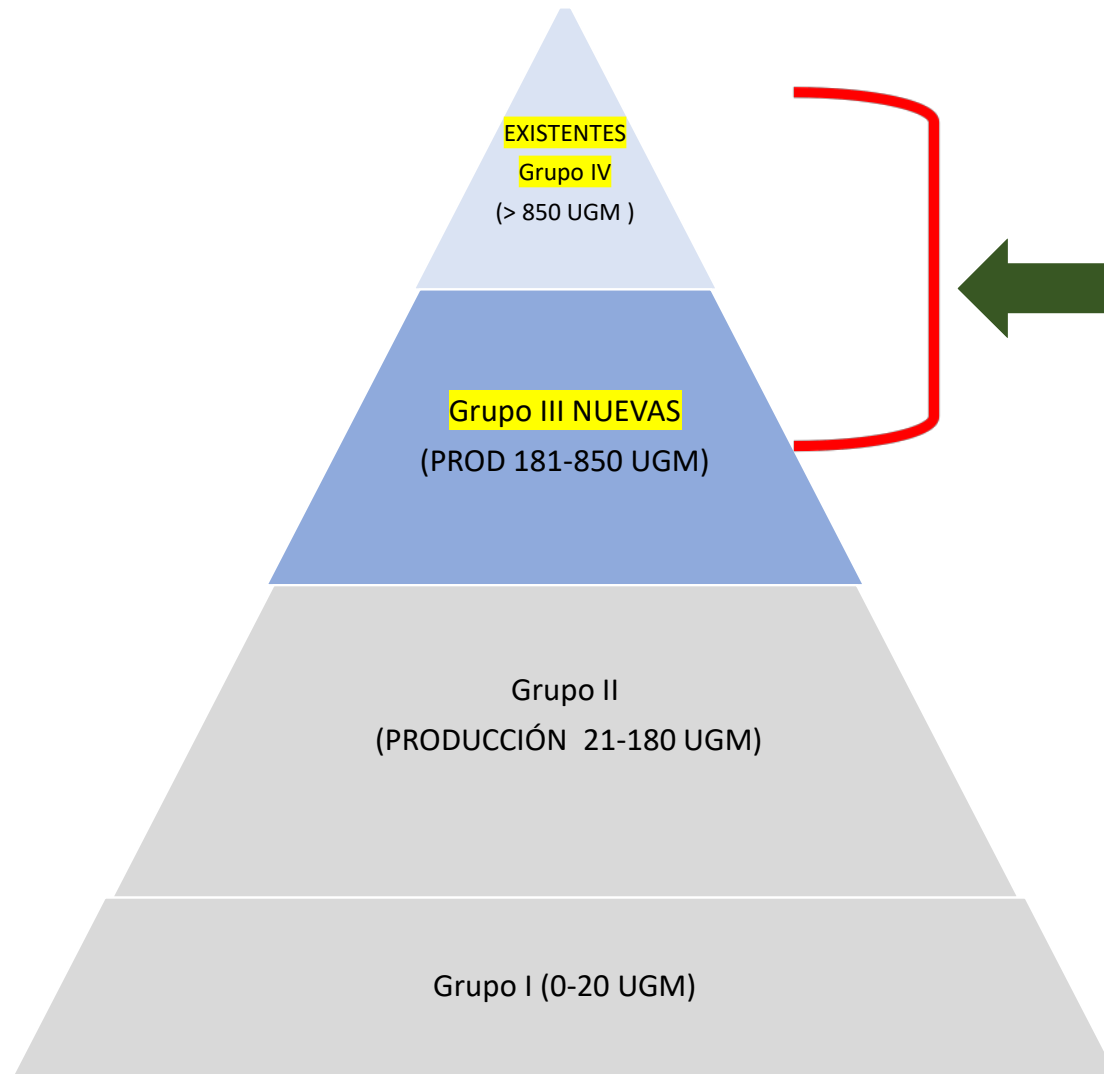 EXISTENTES
Grupo IV
(> 850 UGM )
Grupo III NUEVAS
(PROD 181-850 UGM)
Grupo II
(PRODUCCIÓN  21-180 UGM)
Grupo I (0-20 UGM)